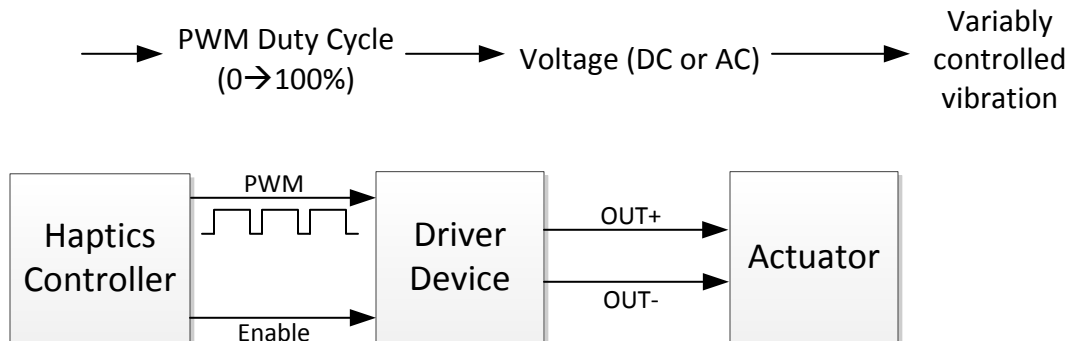 PWM Duty Cycle
(0→100%)
Voltage (DC or AC)
Variably
controlled
vibration
Haptics
Controller
PWM
Enable
Driver
Device
OUT+
OUT-
Actuator